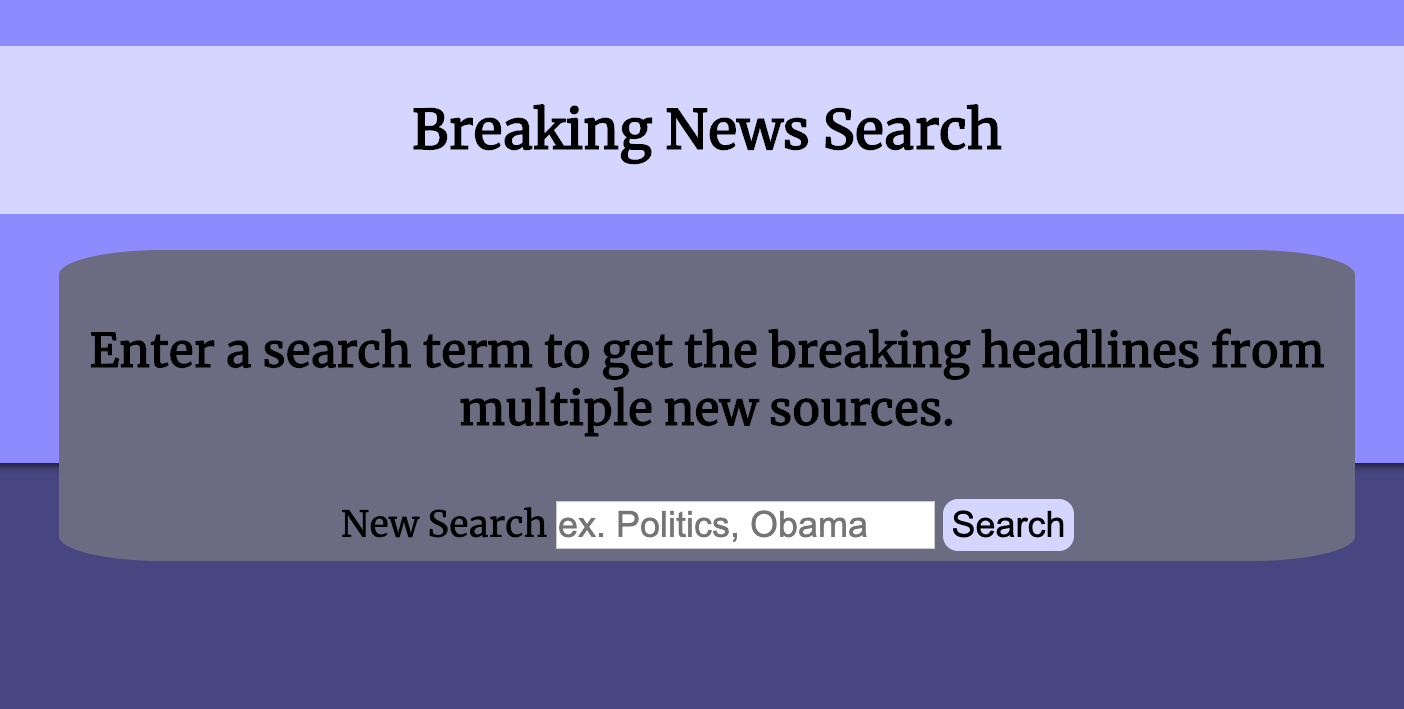 Breaking News Search
Enter a search term to get the breaking headlines from
multiple new sources.
New Search ex. Politics, Obama Search